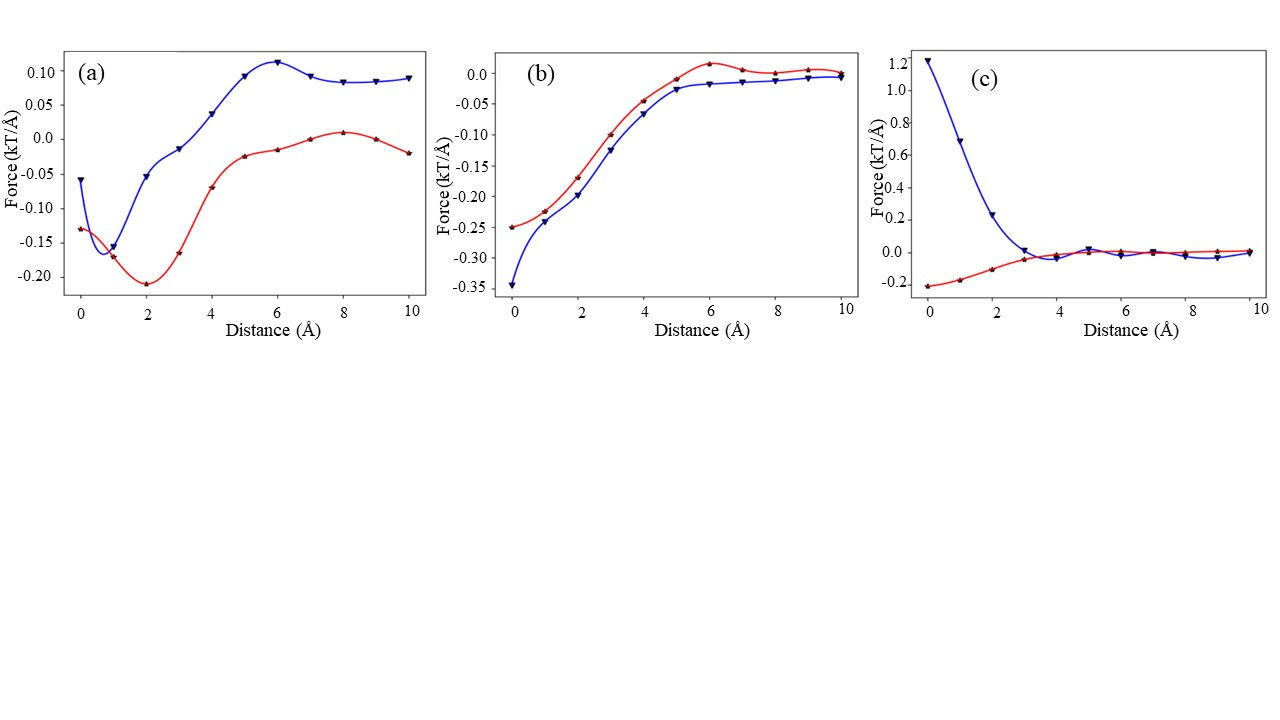 (a)
Force (kT/Å)
0.10
0.05
0.0
-0.05
-0.10
-0.15
-0.20
0 2 4 6 8 10
Distance (Å)
(b)
Force (kT/Å)
0.0
-0.05
-0.10
-0.15
-0.20
-0.25
-0.30
-0.35
0 2 4 6 8 10
Distance (Å)
(c)
Force (kT/Å)
1.2
1.0
0.8
0.6
0.4
0.2
0.0
-0.2
0 2 4 6 8 10
Distance (Å)